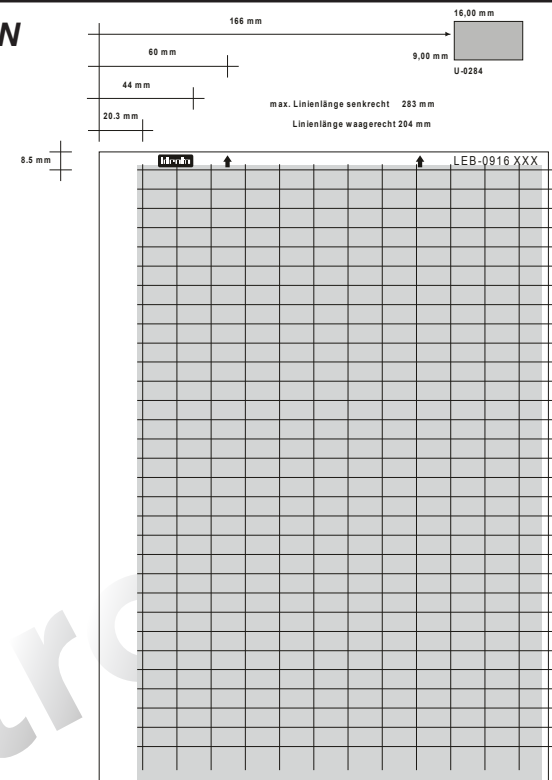 N
166 mm
16,00 mm
60 mm
9,00 mm
U-0284
44 mm
max. Linienlänge senkrecht 283 mm
20.3 mm
Linienlänge waagerecht 204 mm
8.5 mm
LEB-0916 XXX
tro